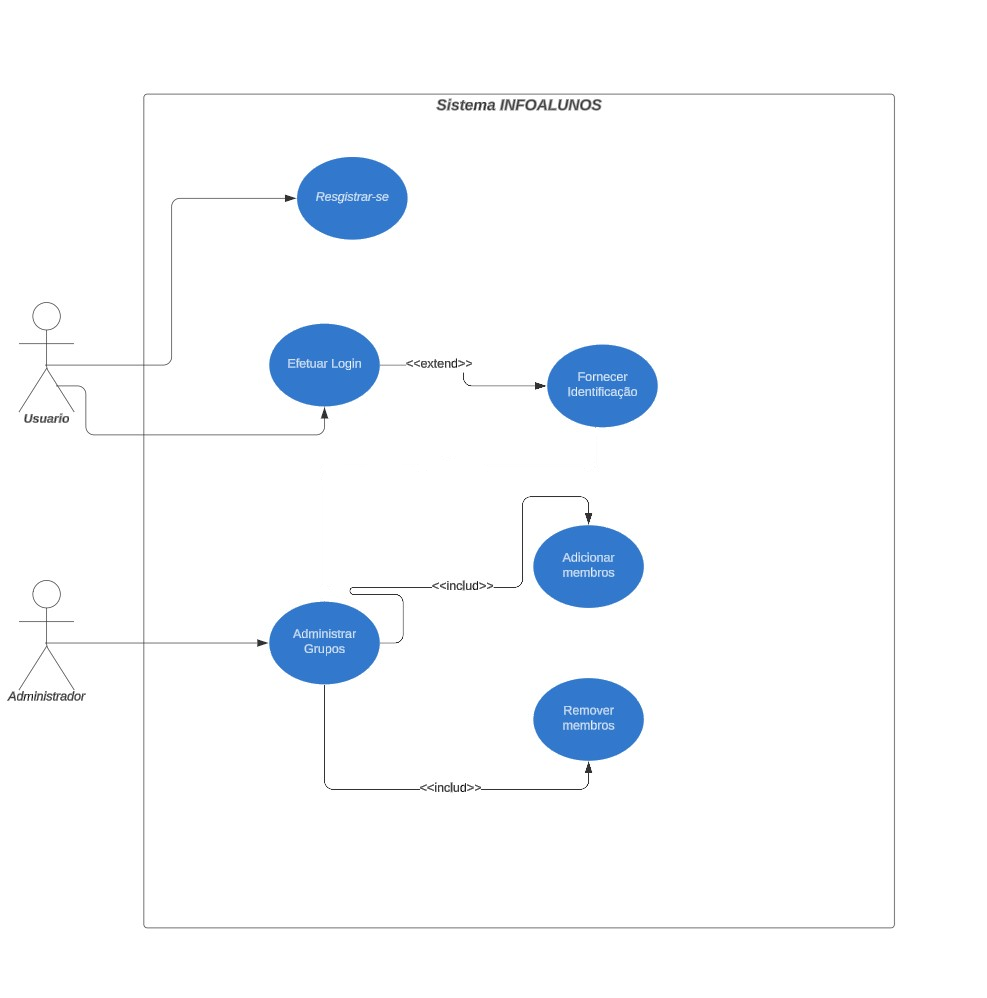 Sistema INFOALUNOS
Resgistrar-se
Efetuar Login
<<extend>>
Fornecer
Identificação
Usuario
Adicionar
membros
<<includ>>
Administrar
Grupos
Administrador
Remover
membros
<<includ>>